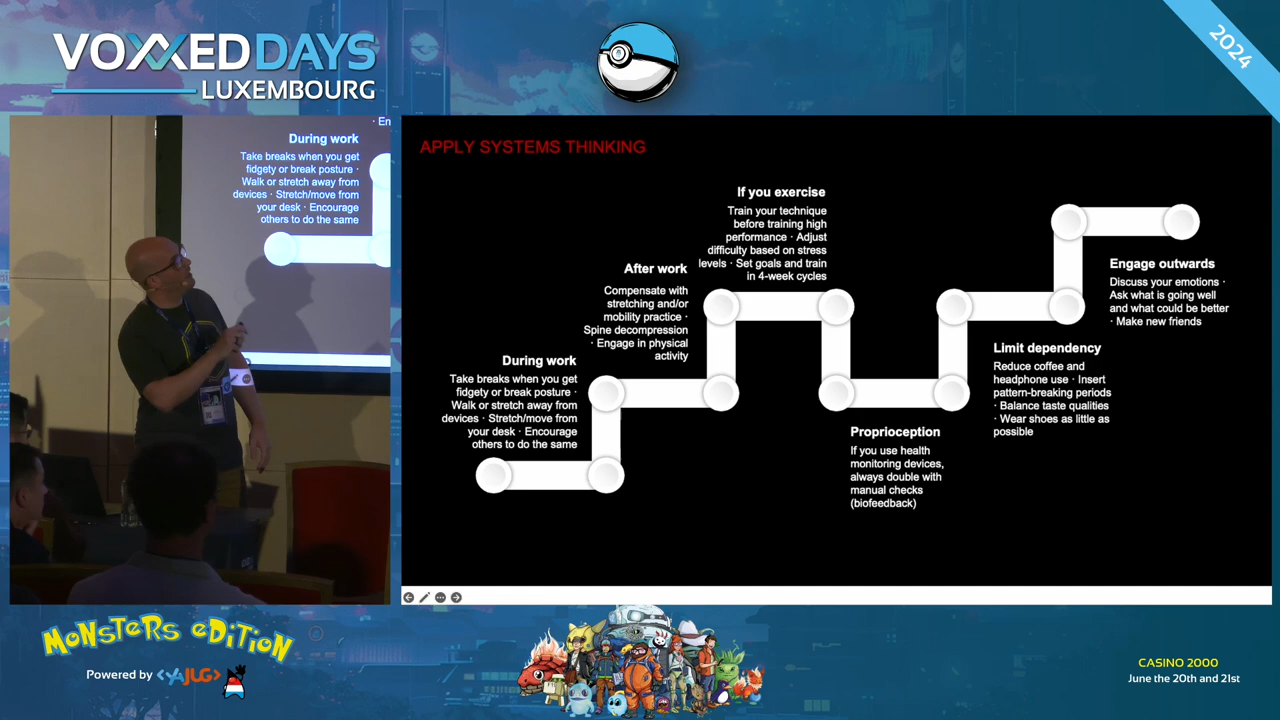 VOXXED DAYS
LUXEMBOURG
2024
· En
During work
Take breaks when you get
fidgety or break posture ·
Walk or stretch away from
devices · Stretch/move from
your desk · Encourage
others to do the same
APPLY SYSTEMS THINKING
If you exercise
Train your technique
before training high
performance · Adjust
difficulty based on stress
levels · Set goals and train
in 4-week cycles
After work
Compensate with
stretching and/or
mobility practice ·
Spine decompression
· Engage in physical
activity
During work
Take breaks when you get
fidgety or break posture ·
Walk or stretch away from
devices · Stretch/move from
your desk · Encourage
others to do the same
Proprioception
If you use health
monitoring devices,
always double with
manual checks
(biofeedback)
Limit dependency
Reduce coffee and
headphone use · Insert
pattern-breaking periods
· Balance taste qualities
· Wear shoes as little as
possible
Engage outwards
Discuss your emotions ·
Ask what is going well
and what could be better
· Make new friends
MONSTERS EDITION
Powered by <YAJUG>
CASINO 2000
June the 20th and 21st